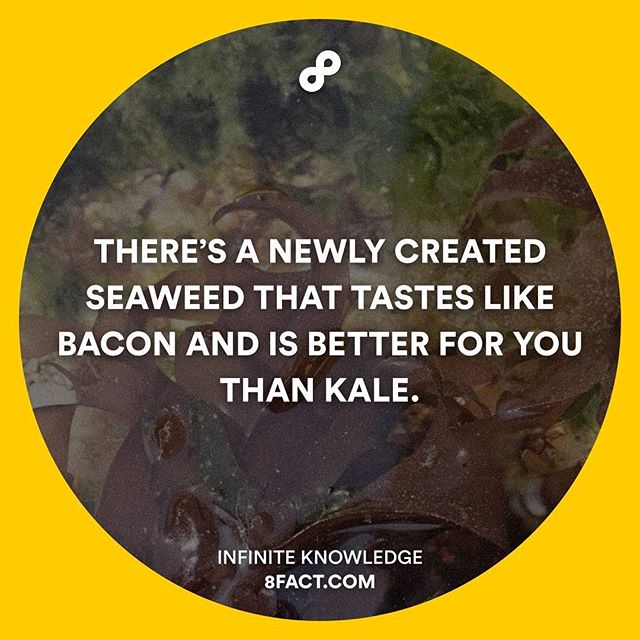 THERE’S A NEWLY CREATED
SEAWEED THAT TASTES LIKE
BACON AND IS BETTER FOR YOU
THAN KALE.
INFINITE KNOWLEDGE
8FACT.COM